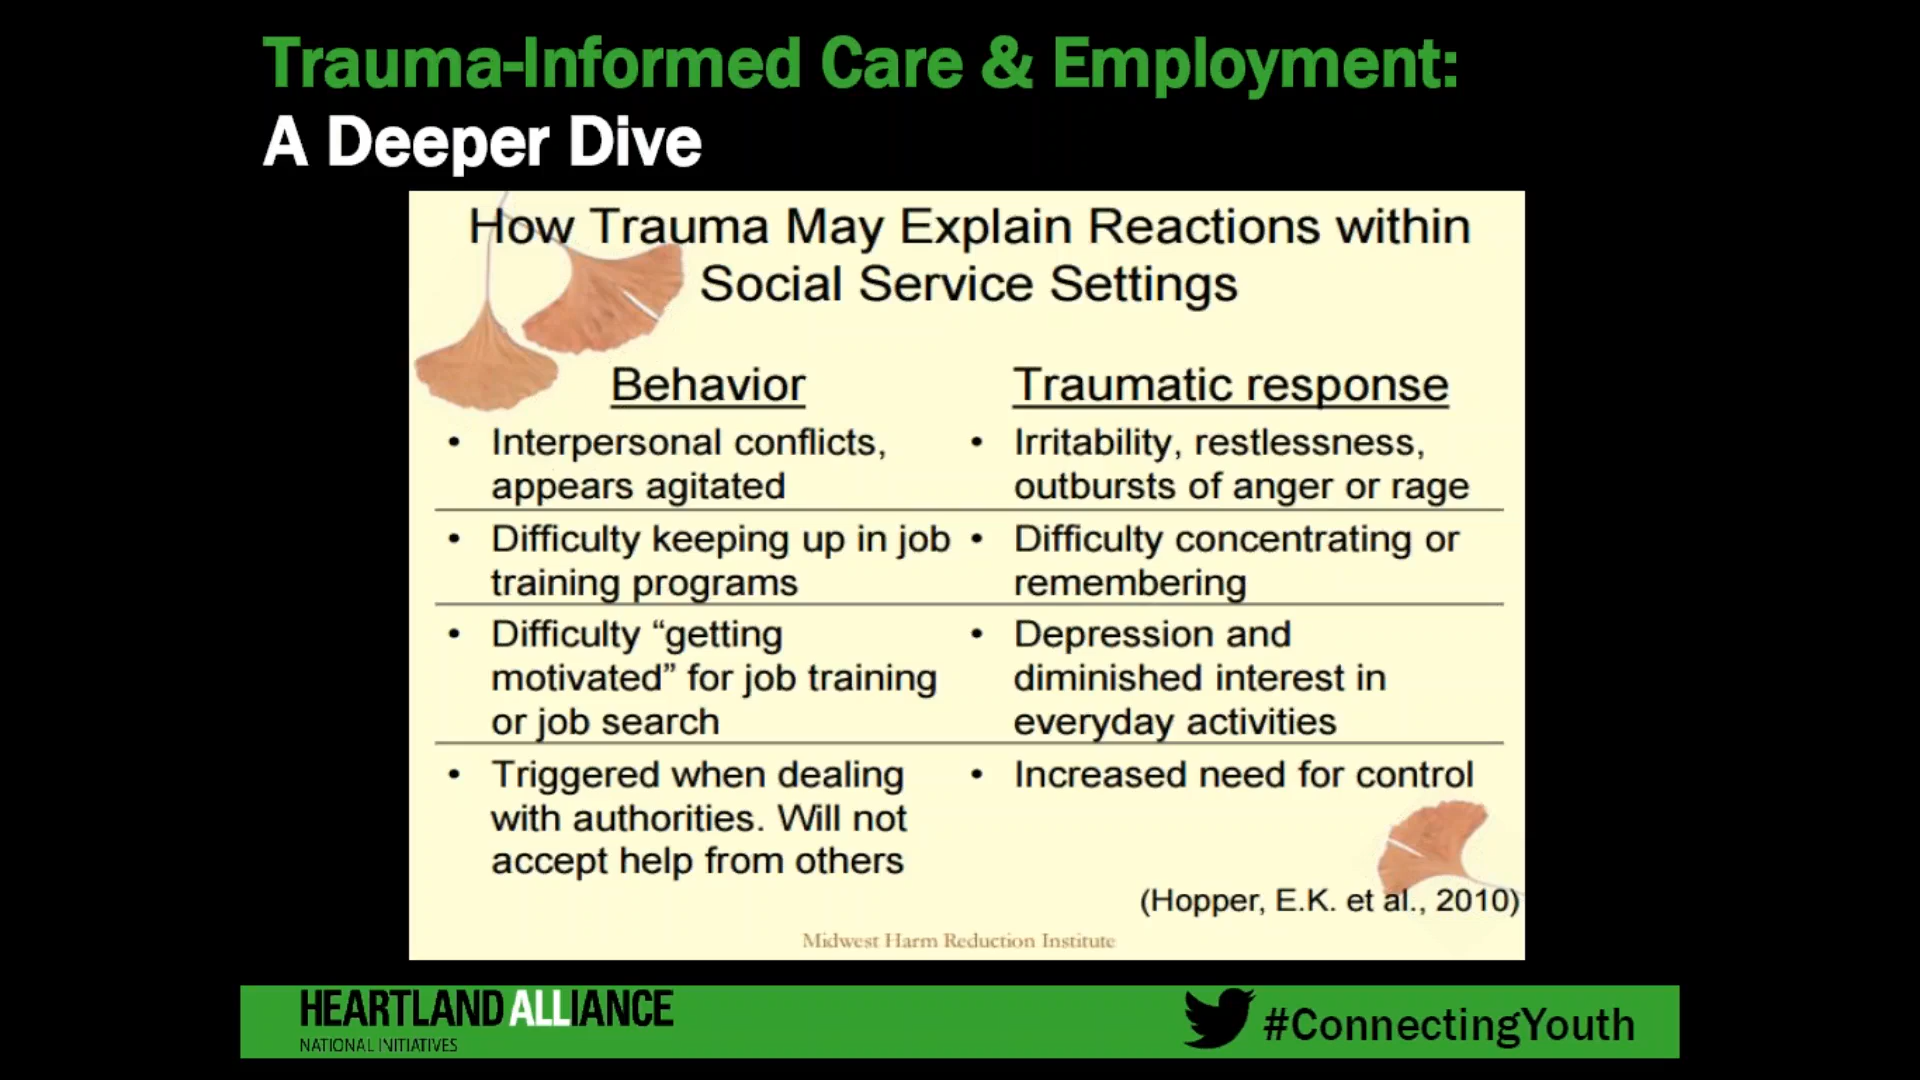 Trauma-Informed Care & Employment:
A Deeper Dive
How Trauma May Explain Reactions within
Social Service Settings
Behavior
Traumatic response
• Interpersonal conflicts,
appears agitated
• Irritability, restlessness,
outbursts of anger or rage
• Difficulty keeping up in job
training programs
• Difficulty concentrating or
remembering
• Difficulty “getting
motivated” for job training
or job search
• Depression and
diminished interest in
everyday activities
• Triggered when dealing
with authorities. Will not
accept help from others
• Increased need for control
(Hopper, E.K. et al., 2010)
Midwest Harm Reduction Institute
HEARTLAND ALLIANCE
NATIONAL INITIATIVES
#ConnectingYouth